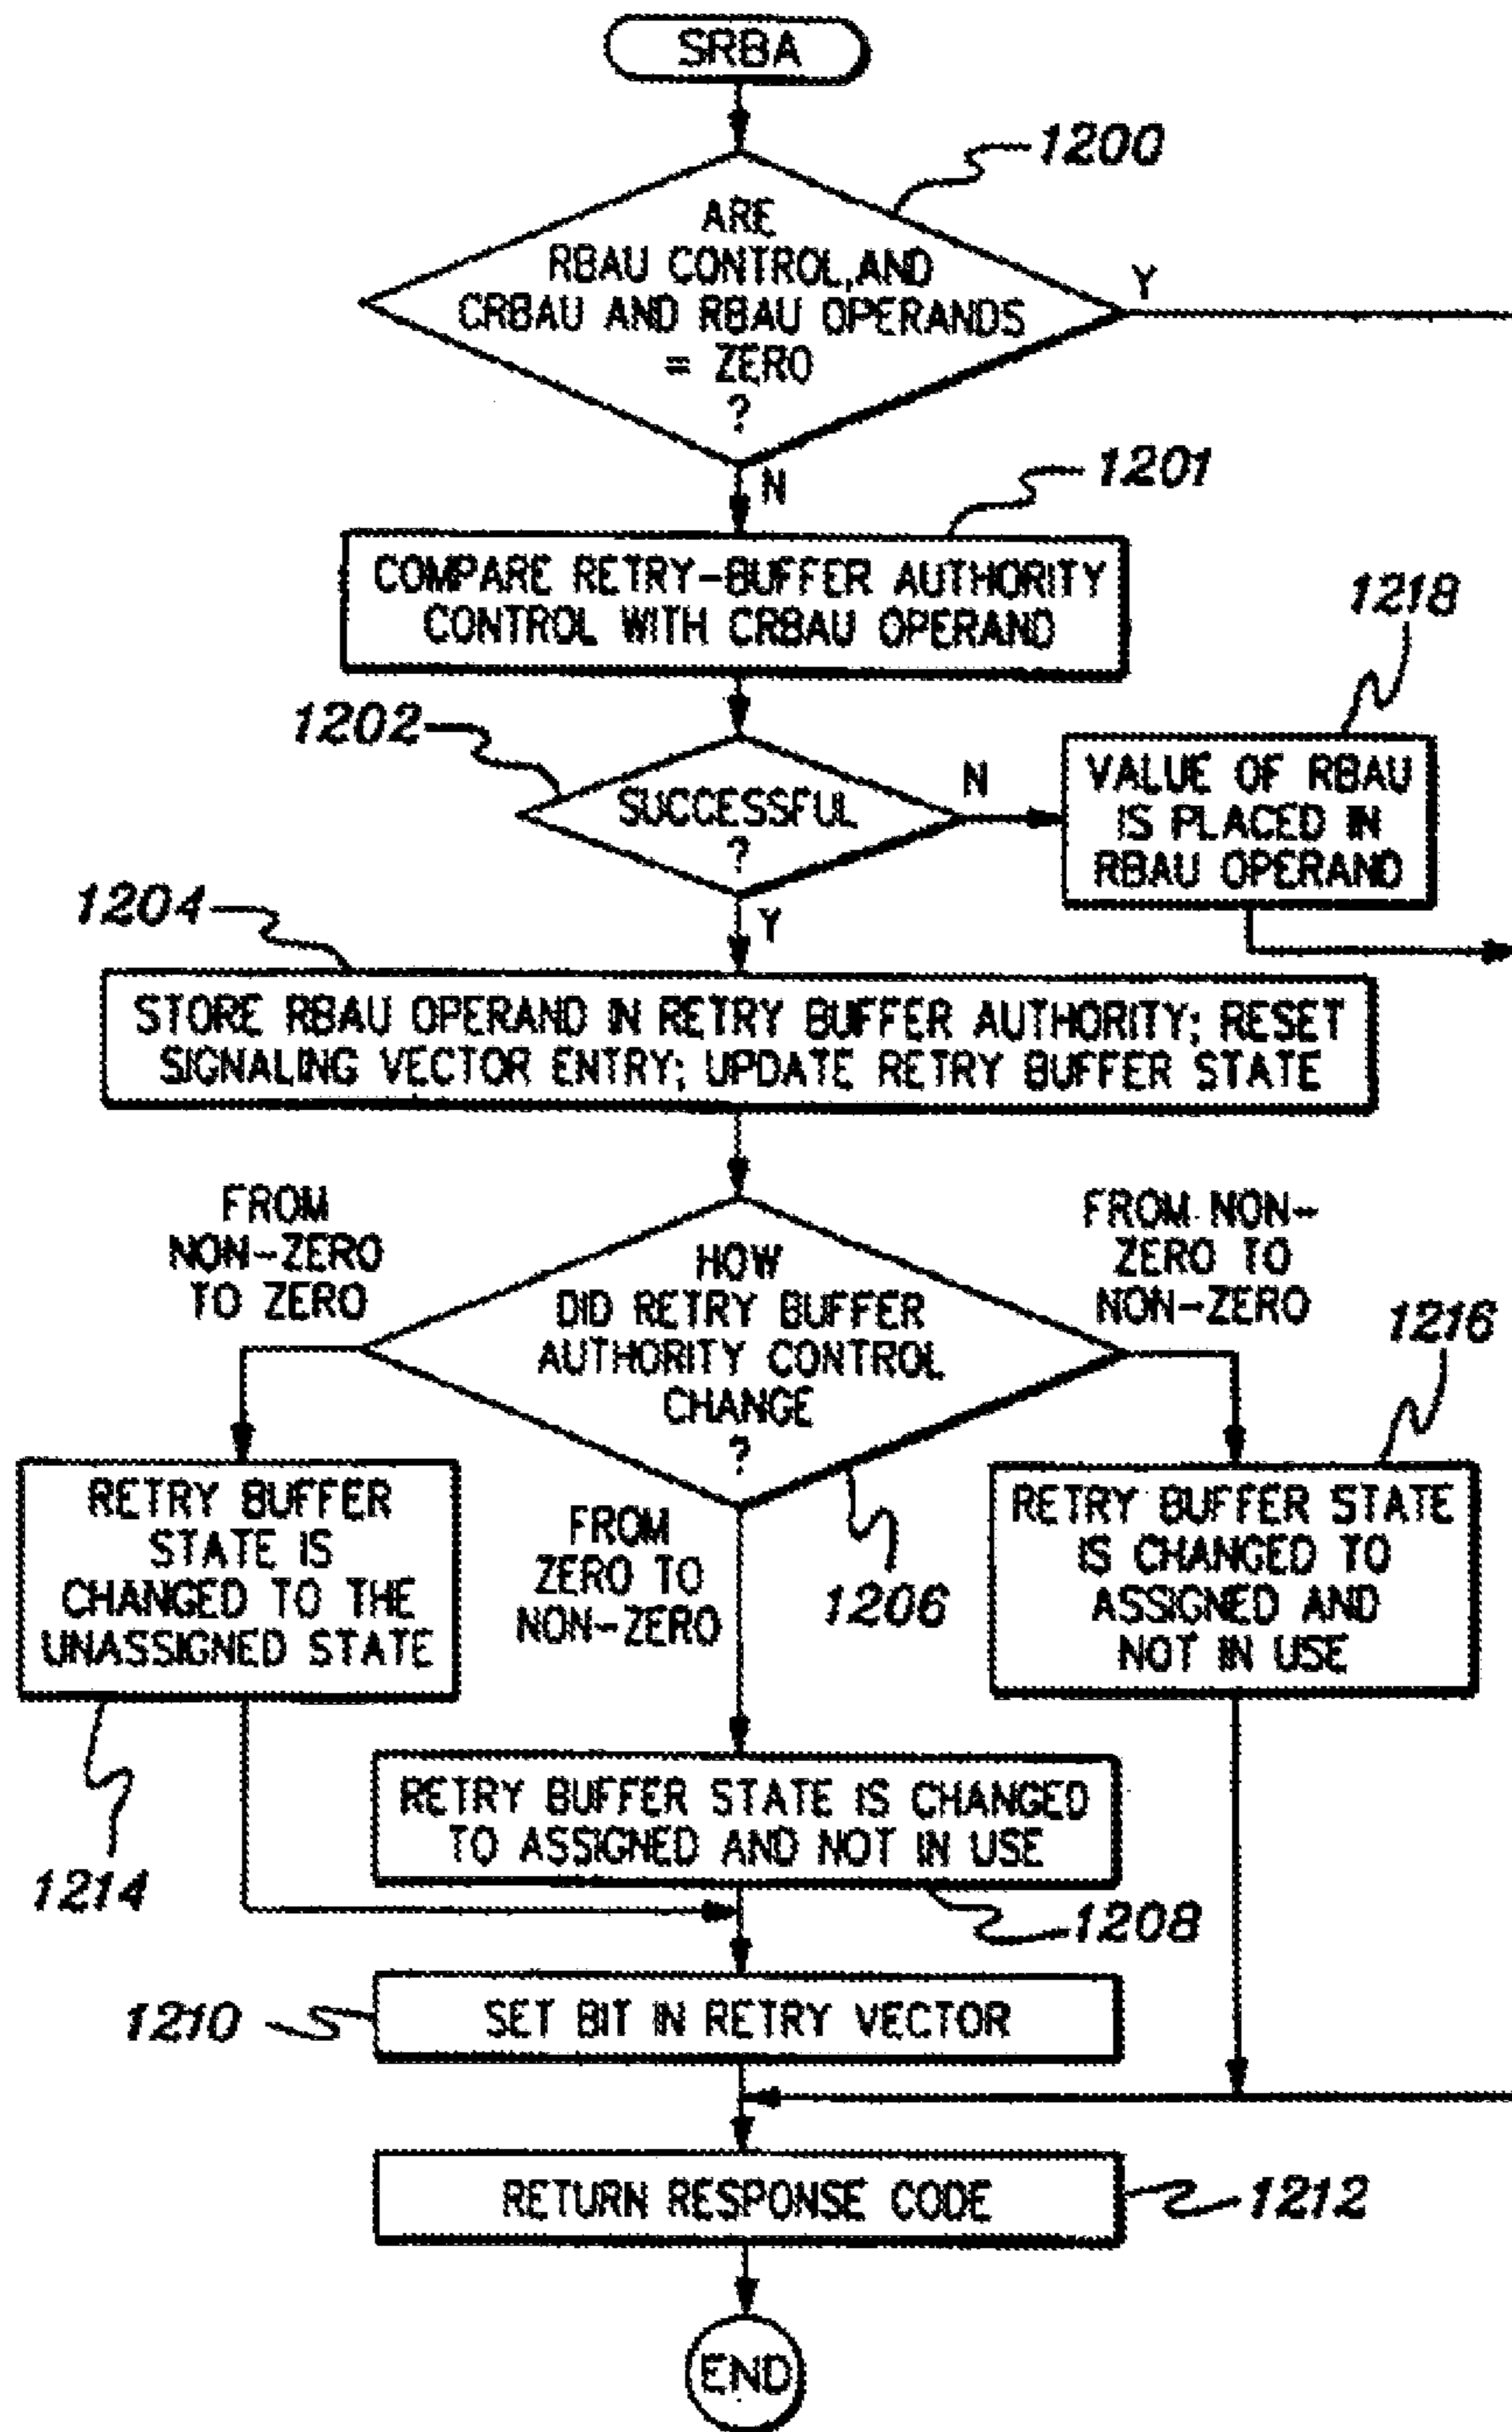 SRBA
1200
ARE
RBAU CONTROL, AND
CRBAU AND RBAU OPERANDS
= ZERO
?
Y
N
1201
COMPARE RETRY-BUFFER AUTHORITY
CONTROL WITH CRBAU OPERAND
1218
1202
SUCCESSFUL
?
N
VALUE OF RBAU
IS PLACED IN
RBAU OPERAND
Y
1204
STORE RBAU OPERAND IN RETRY BUFFER AUTHORITY; RESET
SIGNALING VECTOR ENTRY; UPDATE RETRY BUFFER STATE
FROM
NON-ZERO
TO ZERO
HOW
DID RETRY BUFFER
AUTHORITY CONTROL
CHANGE
?
FROM NON-
ZERO TO
NON-ZERO
1216
RETRY BUFFER
STATE IS
CHANGED TO THE
UNASSIGNED STATE
FROM
ZERO TO
NON-ZERO
1206
RETRY BUFFER STATE
IS CHANGED TO
ASSIGNED AND
NOT IN USE
1214
RETRY BUFFER STATE IS CHANGED
TO ASSIGNED AND NOT IN USE
1208
1210
SET BIT IN RETRY VECTOR
RETURN RESPONSE CODE
1212
END